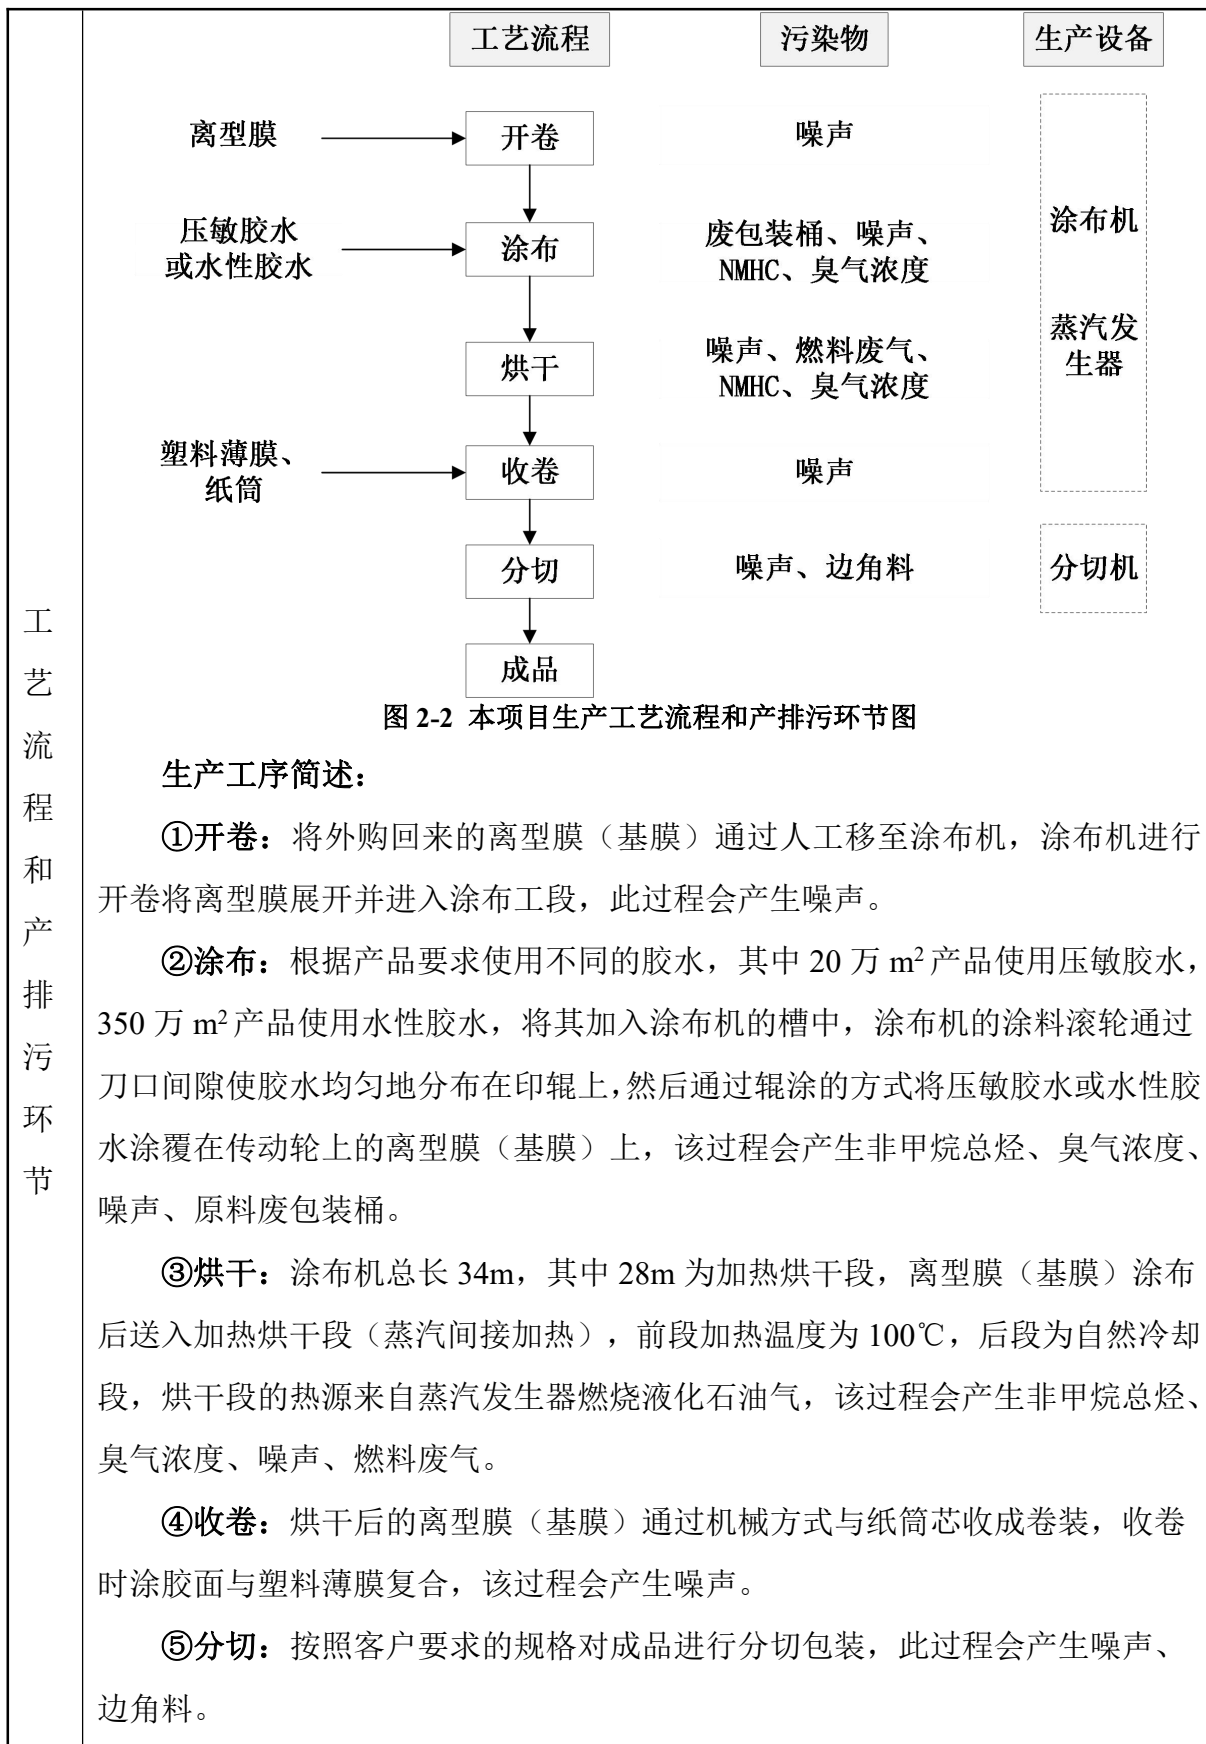 工艺流程 污染物 生产设备
离型膜 开卷 噪声
压敏胶水
或水性胶水
涂布
废包装桶、噪声、
NMHC、臭气浓度
涂布机
烘干
噪声、燃料废气、
NMHC、臭气浓度
蒸汽发
生器
塑料薄膜、
纸筒
收卷
噪声
分切 噪声、边角料 分切机
成品
图 2-2 本项目生产工艺流程和产排污环节图
工
艺
流
程
和
产
排
污
环
节
生产工序简述：
①开卷：将外购回来的离型膜（基膜）通过人工移至涂布机，涂布机进行
开卷将离型膜展开并进入涂布工段，此过程会产生噪声。
②涂布：根据产品要求使用不同的胶水，其中 20 万 m²产品使用压敏胶水，
350 万 m²产品使用水性胶水，将其加入涂布机的槽中，涂布机的涂料滚轮通过
刀口间隙使胶水均匀地分布在印辊上，然后通过辊涂的方式将压敏胶水或水性胶
水涂覆在传动轮上的离型膜（基膜）上，该过程会产生非甲烷总烃、臭气浓度、
噪声、原料废包装桶。
③烘干：涂布机总长 34m，其中 28m 为加热烘干段，离型膜（基膜）涂布
后送入加热烘干段（蒸汽间接加热），前段加热温度为 100℃，后段为自然冷却
段，烘干段的热源来自蒸汽发生器燃烧液化石油气，该过程会产生非甲烷总烃、
臭气浓度、噪声、燃料废气。
④收卷：烘干后的离型膜（基膜）通过机械方式与纸筒芯收成卷装，收卷
时涂胶面与塑料薄膜复合，该过程会产生噪声。
⑤分切：按照客户要求的规格对成品进行分切包装，此过程会产生噪声、
边角料。